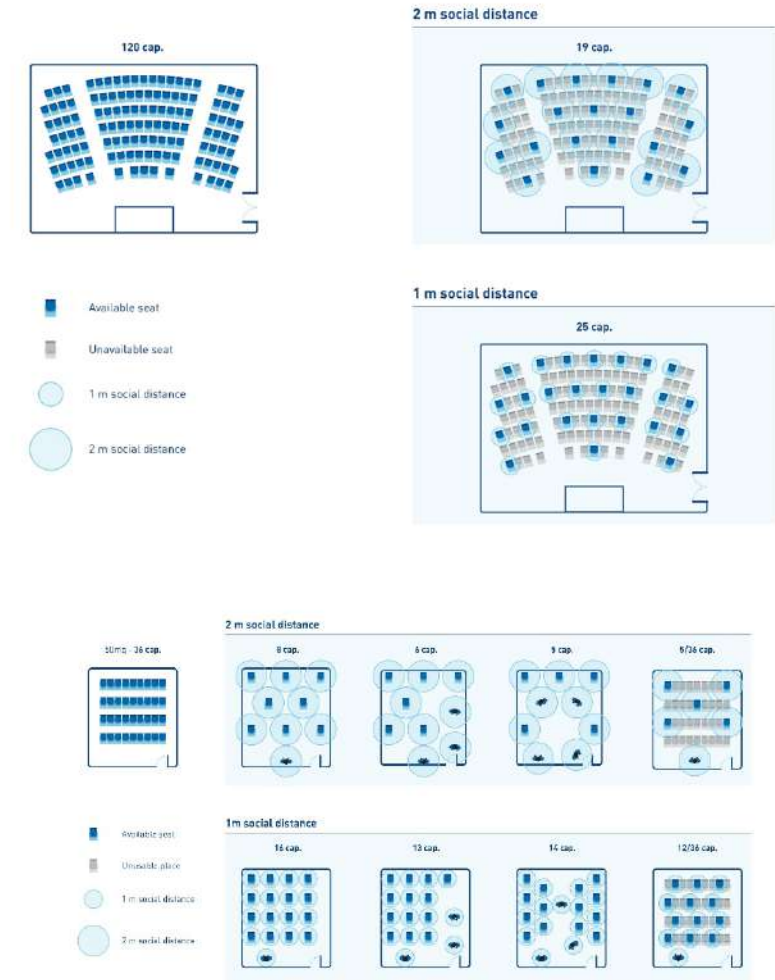 2 m social distance
120 cap.
19 cap.
Available seat
Unavailable seat
1 m social distance
2 m social distance
1 m social distance
25 cap.
2 m social distance
50mq - 36 cap.
8 cap.
6 cap.
5 cap.
5/36 cap.
1m social distance
Available seat
Unusable place
1 m social distance
2 m social distance
16 cap.
13 cap.
14 cap.
12/36 cap.